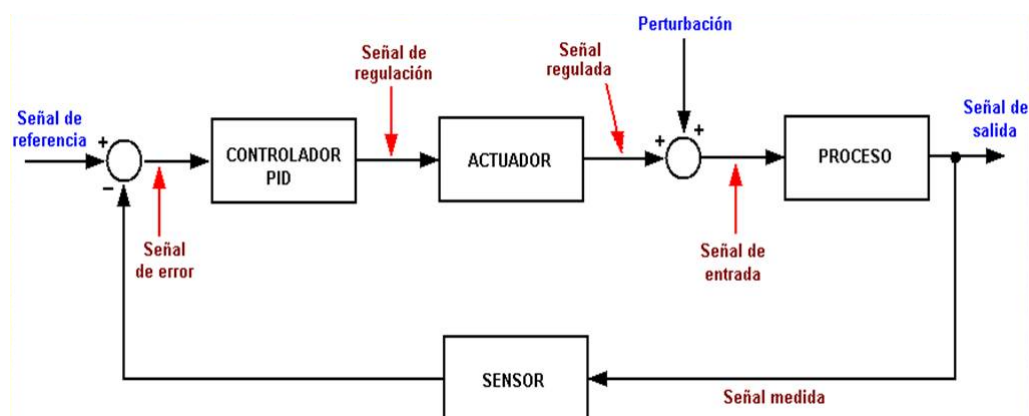 Perturbación
Señal de
regulación
Señal
regulada
Señal de
referencia
Señal de
salida
+
+
+
−
CONTROLADOR
PID
ACTUADOR
PROCESO
Señal
de error
Señal de
entrada
SENSOR
Señal medida